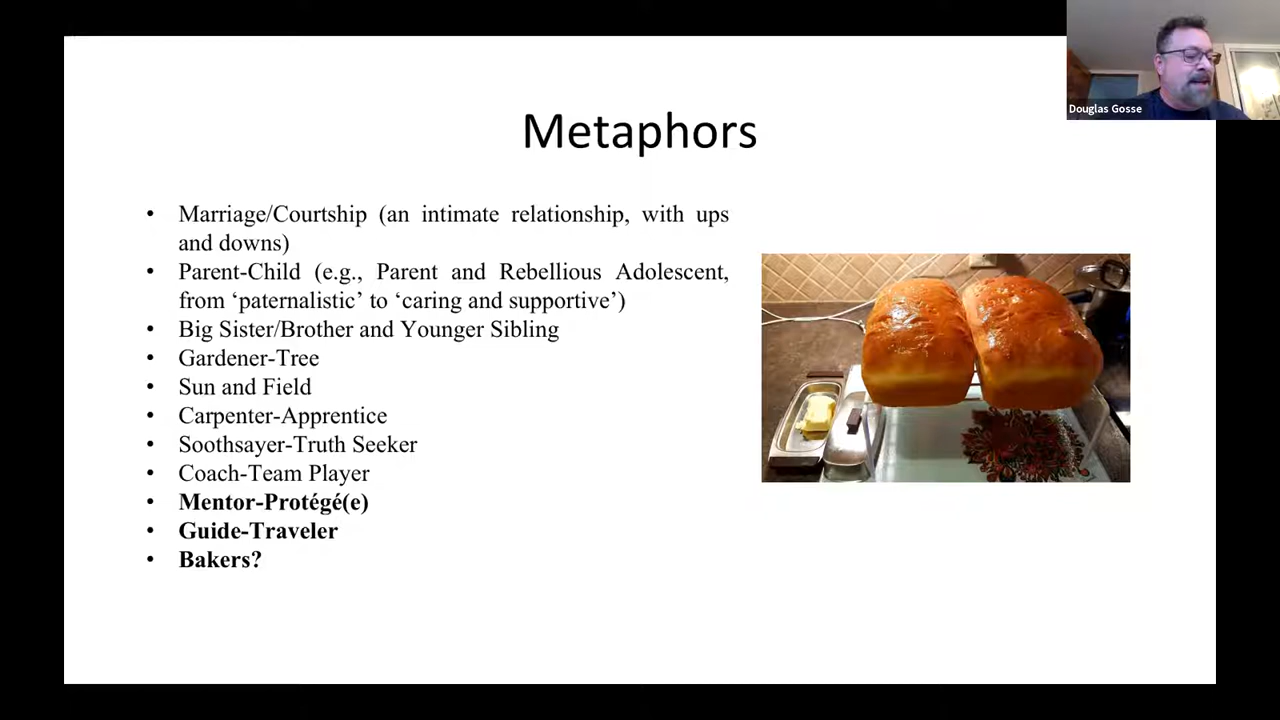 Douglas Gosse
Metaphors
• Marriage/Courtship (an intimate relationship, with ups
and downs)
• Parent-Child (e.g., Parent and Rebellious Adolescent,
from ‘paternalistic’ to ‘caring and supportive’)
• Big Sister/Brother and Younger Sibling
• Gardener-Tree
• Sun and Field
• Carpenter-Apprentice
• Soothsayer-Truth Seeker
• Coach-Team Player
• Mentor-Protégé(e)
• Guide-Traveler
• Bakers?